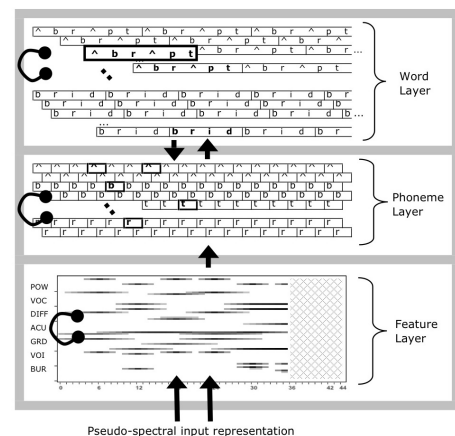 ^ b r ^ p t ^ b r ^ p t ^ b r ^ p t
^ b r ^ p t ^ b r ^ p t ^ b r ^ p t
^ b r ^ p t ^ b r ^ p t ^ b r ...
... ^ b r ^ p t ^ b r ^ p t
Word
Layer
b r i d b r i d b r i d b r i d b r i d
b r i d b r i d b r i d b r i d b r i d
b r i d b r i d b r i d b r i d b r
...
b r i d b r i d b r i d b r
^ ^ ^ ^ ^ ^ ^ ^ ^ ^ ^ ^ ^ ^ ^ ^
^ ^ ^ ^ ^ ^ ^ ^ ^ ^ ^ ^ ^ ^ ^ ^
b b b b b b b b b b b b b b b b
b b b b b b b b b b b b b b b b
t t t t t t t t t t
r r r r r r r r r r r r r r r r
r r r r r r r r r r r r r r r
Phoneme
Layer
POW
VOC
DIFF
ACU
GRD
VOI
BUR
Feature
Layer
0 6 12 24 30 36 42 44
Pseudo-spectral input representation